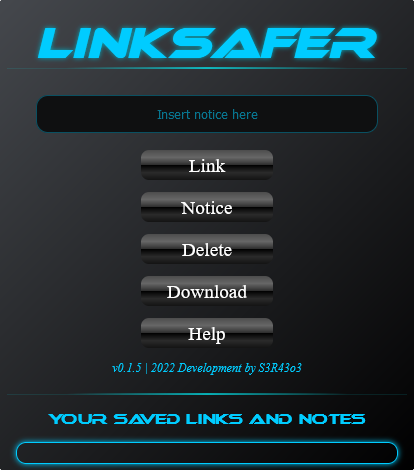 LINKSAFER
Insert notice here
Link
Notice
Delete
Download
Help
v0.1.5 | 2022 Development by S3R43o3
YOUR SAVED LINKS AND NOTES